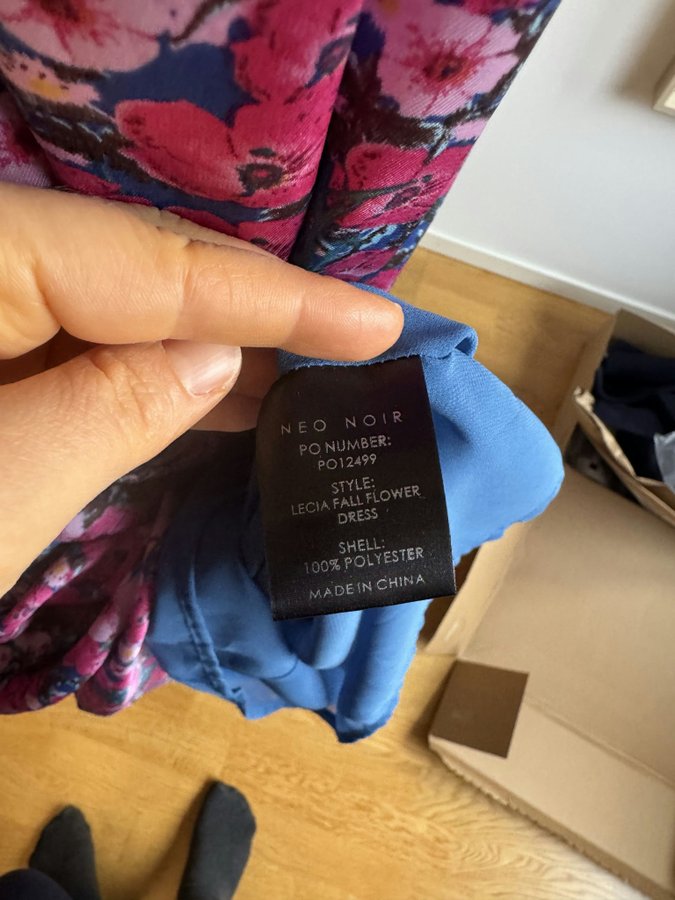 NEO NOIR
PO NUMBER:
PO12499
STYLE:
LECIA FALL FLOWER
DRESS
SHELL:
100% POLYESTER
MADE IN CHINA